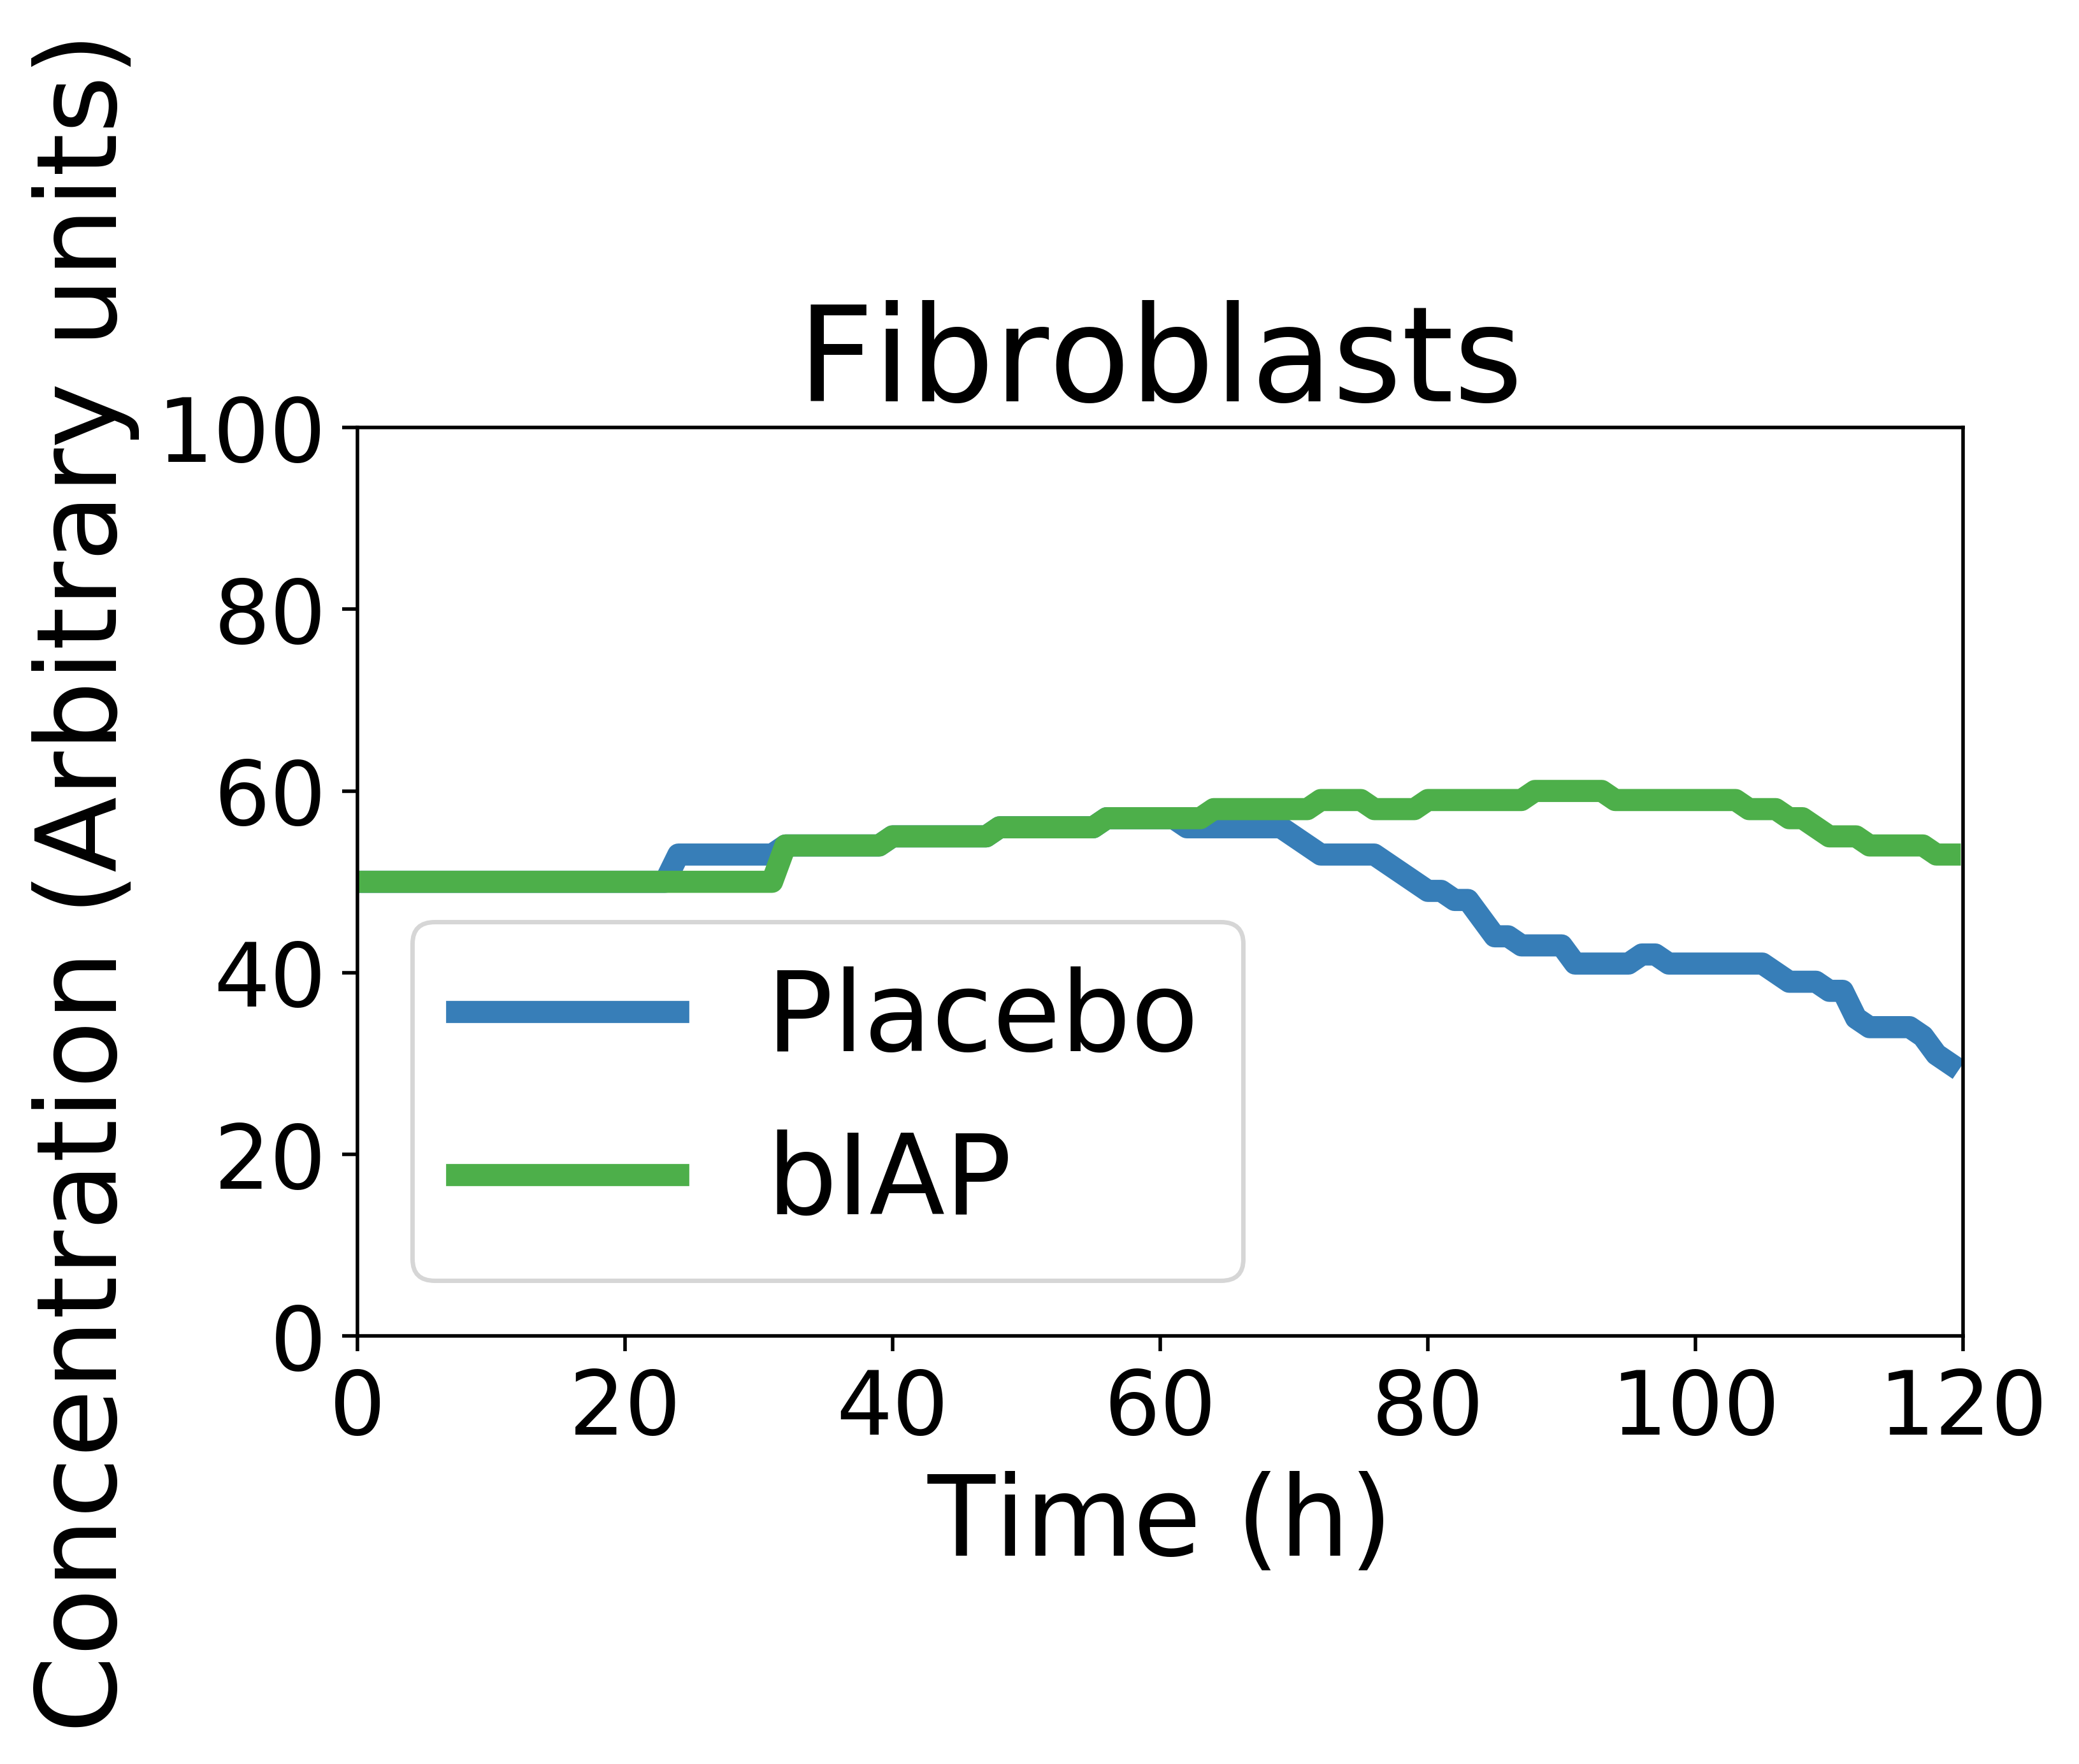 Fibroblasts
Concentration (Arbitrary units)
100
80
60
40
20
0
Placebo
bIAP
0 20 40 60 80 100 120
Time (h)